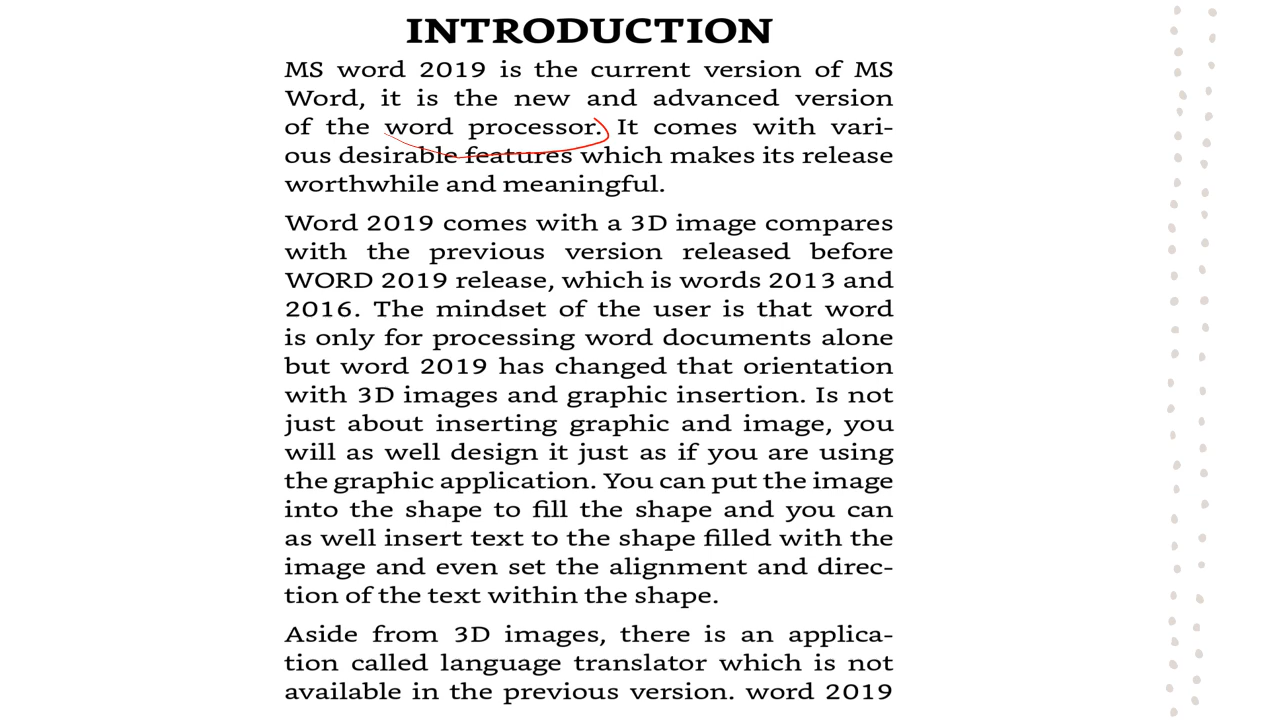 INTRODUCTION
MS word 2019 is the current version of MS
Word, it is the new and advanced version
of the word processor. It comes with vari-
ous desirable features which makes its release
worthwhile and meaningful.
Word 2019 comes with a 3D image compares
with the previous version released before
WORD 2019 release, which is words 2013 and
2016. The mindset of the user is that word
is only for processing word documents alone
but word 2019 has changed that orientation
with 3D images and graphic insertion. Is not
just about inserting graphic and image, you
will as well design it just as if you are using
the graphic application. You can put the image
into the shape to fill the shape and you can
as well insert text to the shape filled with the
image and even set the alignment and direc-
tion of the text within the shape.
Aside from 3D images, there is an applica-
tion called language translator which is not
available in the previous version. word 2019